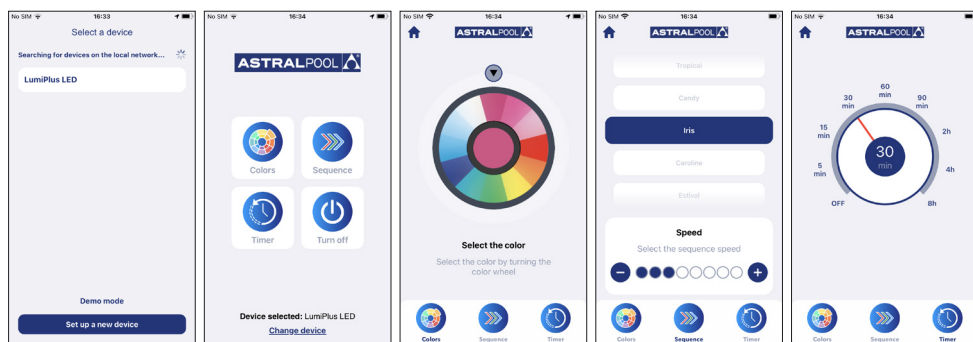 No SIM 16:33
Select a device
Searching for devices on the local network...
LumiPlus LED
Demo mode
Set up a new device
No SIM 16:34
ASTRALPOOL
Colors
Sequence
Timer
Turn off
Device selected: LumiPlus LED
Change device
No SIM 16:34
ASTRALPOOL
Select the color
Select the color by turning the
color wheel
Colors Sequence Timer
No SIM 16:34
ASTRALPOOL
Tropical
Candy
Iris
Caroline
Estival
Speed
Select the sequence speed
Colors Sequence Timer
No SIM 16:34
ASTRALPOOL
60
min
30
min
90
min
15
min
2h
30
min
5
min
4h
OFF
8h
Colors Sequence Timer